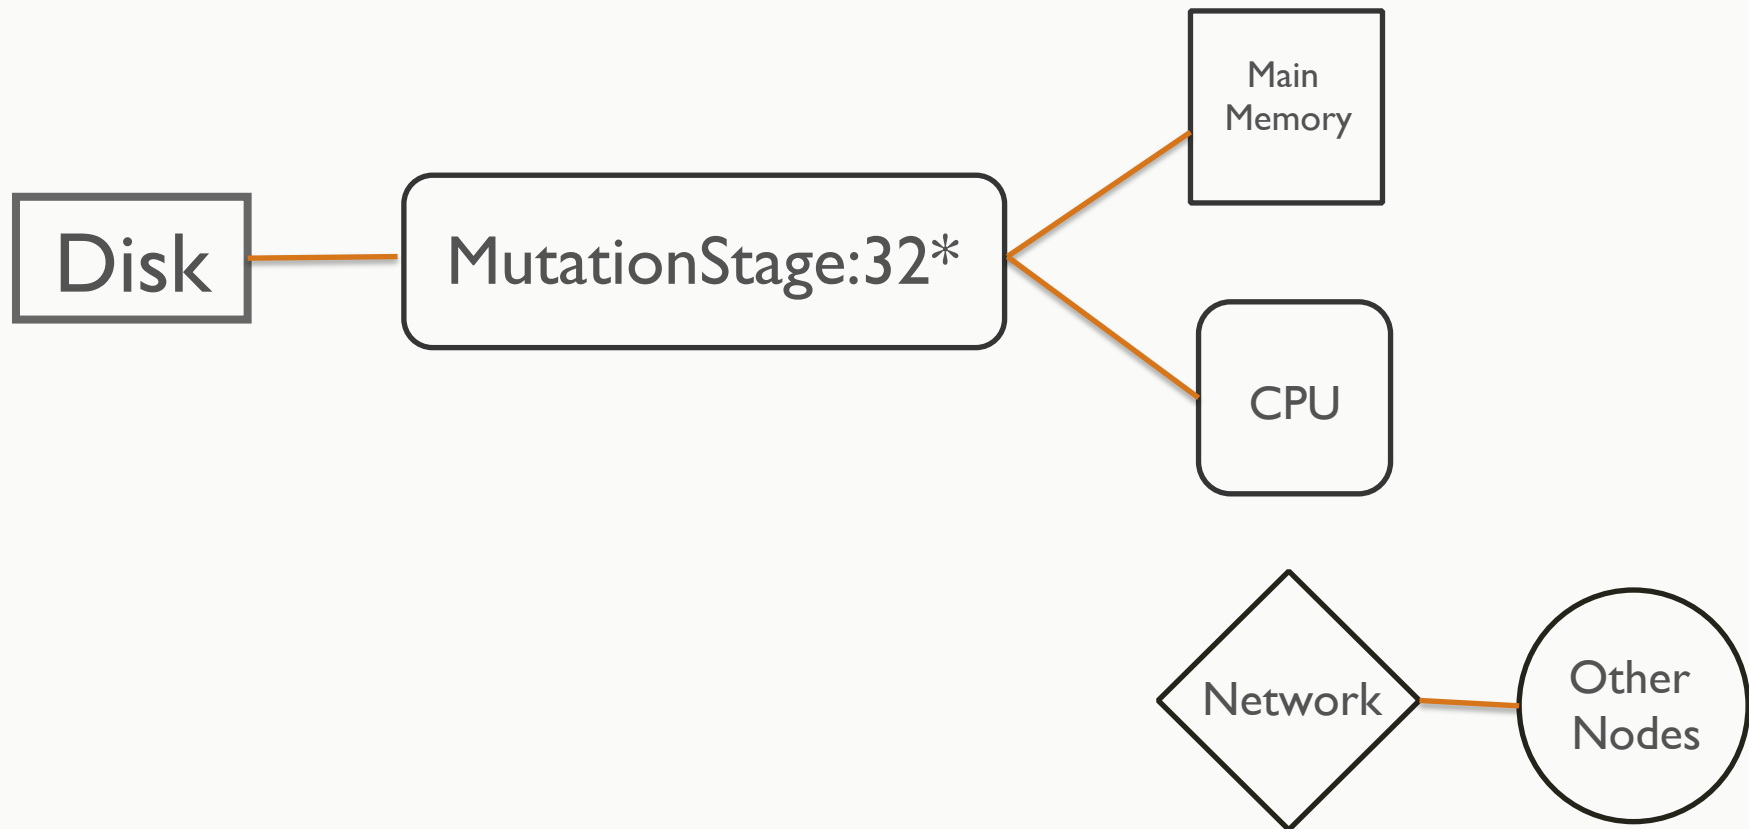 Main
Memory
Disk
MutationStage:32*
CPU
Network
Other
Nodes